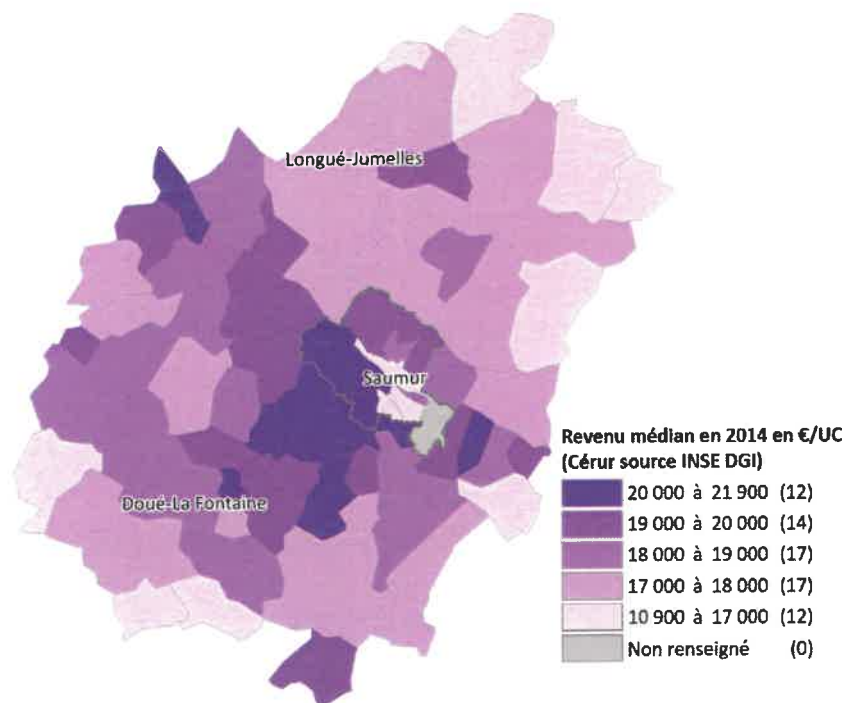 Longué-Jumelles
Saumur
Doué-La Fontaine
Revenu médian en 2014 en €/UC
(Cérur source INSE DGI)
20 000 à 21 900 (12)
19 000 à 20 000 (14)
18 000 à 19 000 (17)
17 000 à 18 000 (17)
10 900 à 17 000 (12)
Non renseigné (0)